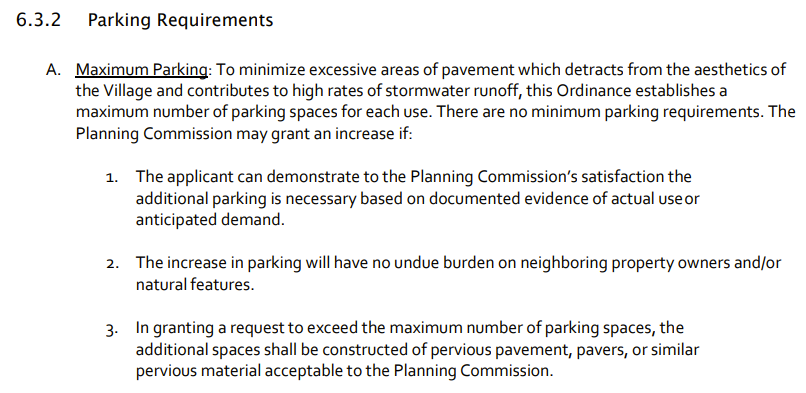 6.3.2 Parking Requirements
A. Maximum Parking: To minimize excessive areas of pavement which detracts from the aesthetics of
the Village and contributes to high rates of stormwater runoff, this Ordinance establishes a
maximum number of parking spaces for each use. There are no minimum parking requirements. The
Planning Commission may grant an increase if:
1. The applicant can demonstrate to the Planning Commission's satisfaction the
additional parking is necessary based on documented evidence of actual use or
anticipated demand.
2. The increase in parking will have no undue burden on neighboring property owners and/or
natural features.
3. In granting a request to exceed the maximum number of parking spaces, the
additional spaces shall be constructed of pervious pavement, pavers, or similar
pervious material acceptable to the Planning Commission.